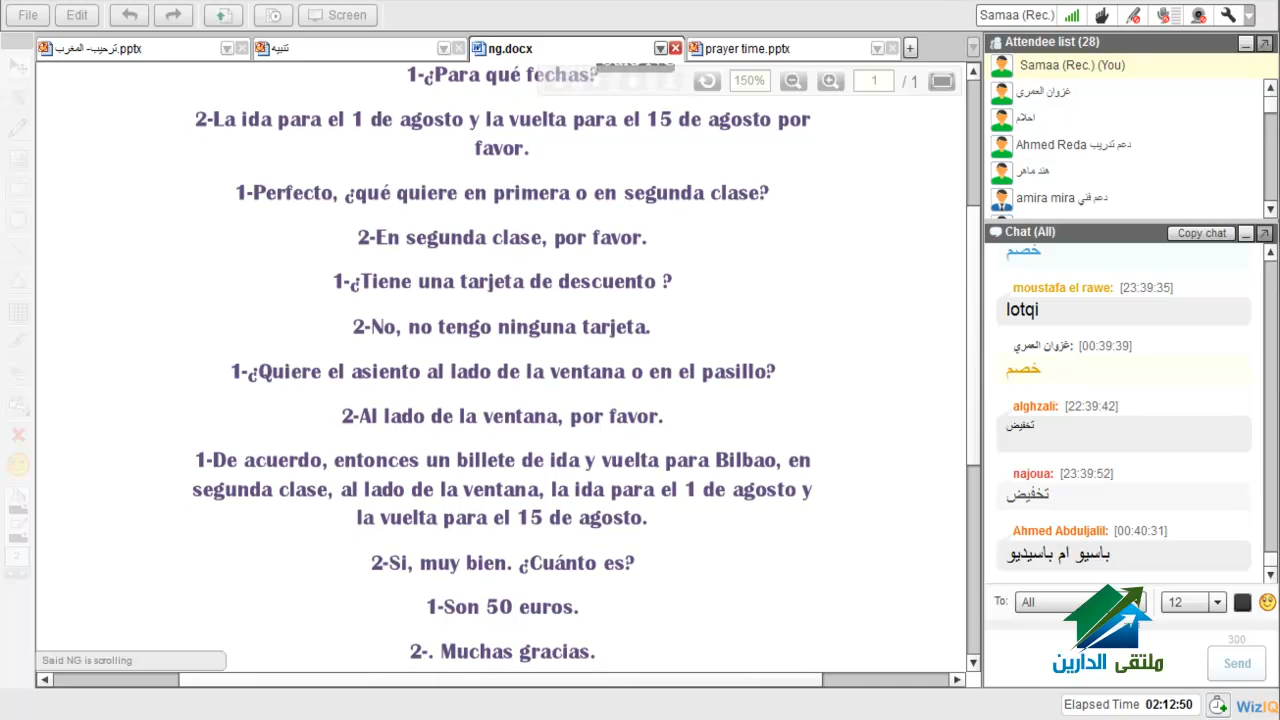 File
Edit
Screen
Samaa (Rec.)
ترحيب- المغرب.pptx
تنبيه
ng.docx
prayer time.pptx
150%
1
/ 1
1-¿Para qué fechas?
2-La ida para el 1 de agosto y la vuelta para el 15 de agosto por
favor.
1-Perfecto, ¿qué quiere en primera o en segunda clase?
2-En segunda clase, por favor.
1-¿Tiene una tarjeta de descuento ?
2-No, no tengo ninguna tarjeta.
1-¿Quiere el asiento al lado de la ventana o en el pasillo?
2-Al lado de la ventana, por favor.
1-De acuerdo, entonces un billete de ida y vuelta para Bilbao, en
segunda clase, al lado de la ventana, la ida para el 1 de agosto y
la vuelta para el 15 de agosto.
2-Si, muy bien. ¿Cuánto es?
1-Son 50 euros.
2-. Muchas gracias.
Said NG is scrolling
Attendee list (28)
Samaa (Rec.) (You)
غزوان العمري
احلام
Ahmed Reda دعم تدريب
هند ماهر
amira mira دعم فني
Chat (All)
Copy chat
خصم
moustafa el rawe: [23:39:35]
lotqi
غزوان العمري: [00:39:39]
خصم
alghzali: [22:39:42]
تخفيض
najoua: [23:39:52]
تخفيض
Ahmed Abduljalil: [00:40:31]
باسيو ام باسيديو
To:
All
12
300
Send
ملتقى الدارين
Elapsed Time 02:12:50
WizIQ